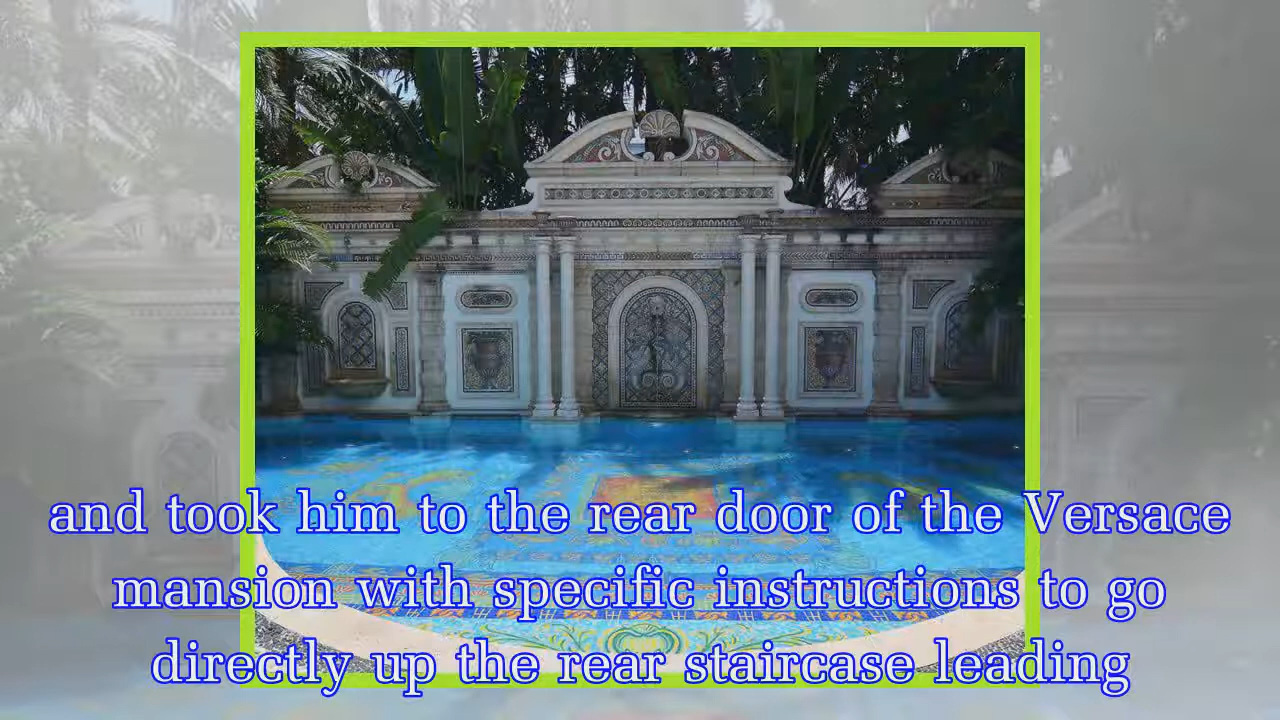 and took him to the rear door of the Versace
mansion with specific instructions to go
directly up the rear staircase leading